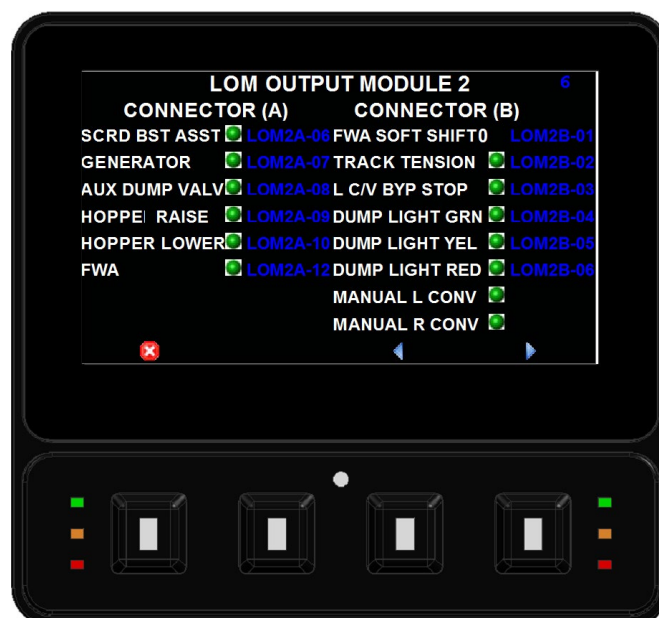 LOM OUTPUT MODULE 2 6
CONNECTOR (A) CONNECTOR (B)
SCRD BST ASST LOM2A-06 FWA SOFT SHIFT 0 LOM2B-01
GENERATOR LOM2A-07 TRACK TENSION LOM2B-02
AUX DUMP VALV LOM2A-08 L C/V BYP STOP LOM2B-03
HOPPER RAISE LOM2A-09 DUMP LIGHT GRN LOM2B-04
HOPPER LOWER LOM2A-10 DUMP LIGHT YEL LOM2B-05
FWA LOM2A-12 DUMP LIGHT RED LOM2B-06
MANUAL L CONV
MANUAL R CONV